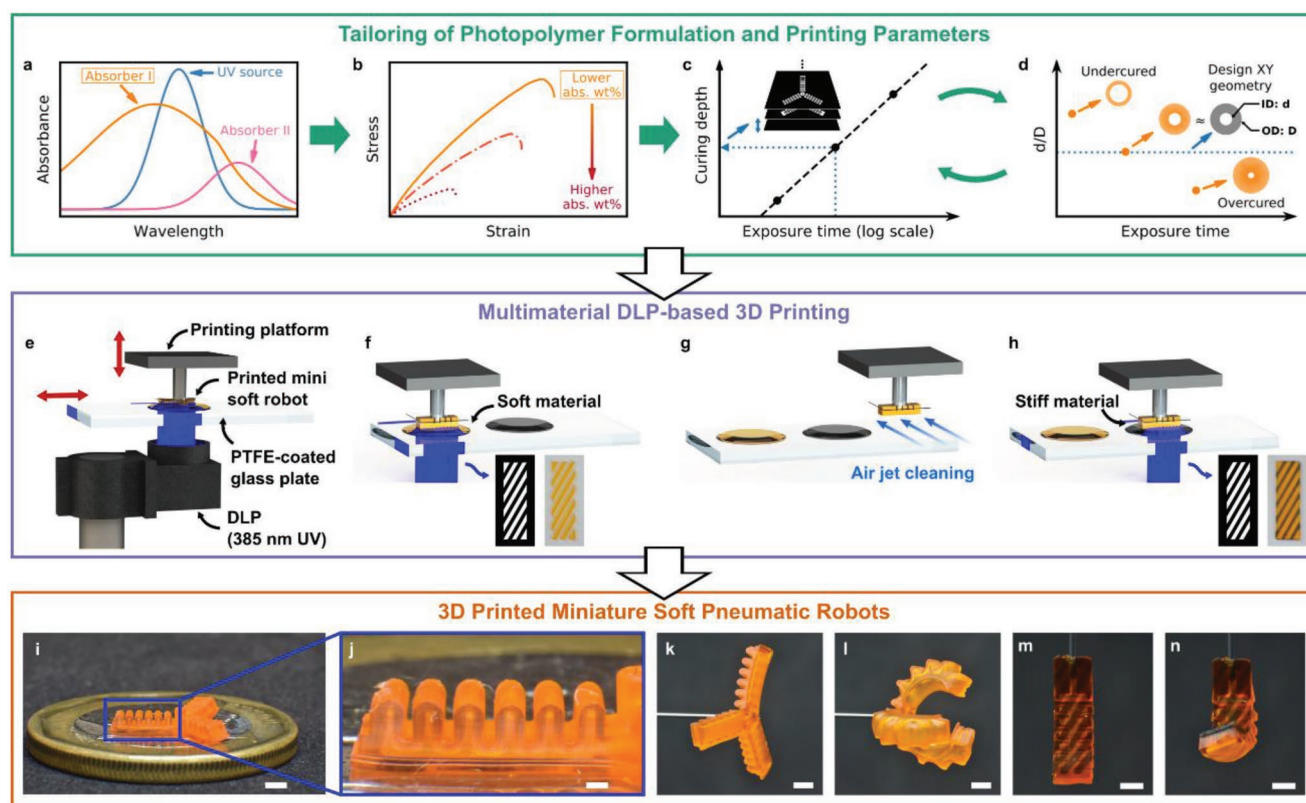 Tailoring of Photopolymer Formulation and Printing Parameters
a
Absorber I
UV source
Absorber II
Absorbance
Wavelength
b
Lower
abs. wt%
Higher
abs. wt%
Stress
Strain
c
Curing depth
Exposure time (log scale)
d
Undercured
Design XY
geometry
ID: d
OD: D
≈
Overcured
d/D
Exposure time
Multimaterial DLP-based 3D Printing
e
Printing platform
Printed mini
soft robot
PTFE-coated
glass plate
DLP
(385 nm UV)
f
Soft material
g
Air jet cleaning
h
Stiff material
3D Printed Miniature Soft Pneumatic Robots
i
j
k
l
m
n